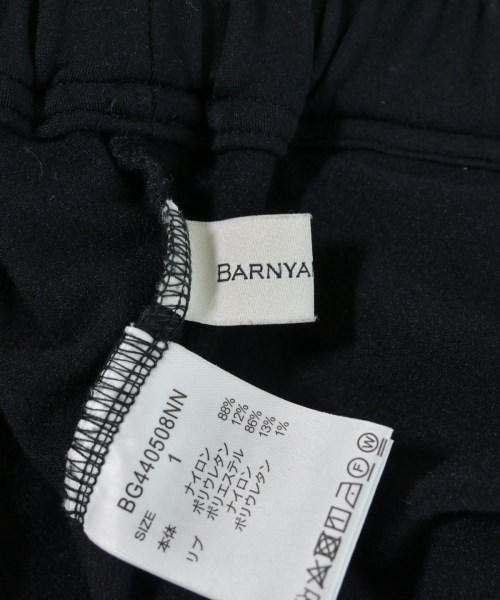 BARNYA
BG440508NN
SIZE 1
本体 ナイロン 88%
ポリウレタン 12%
リブ ポリエステル 86%
ナイロン 13%
ポリウレタン 1%
F W